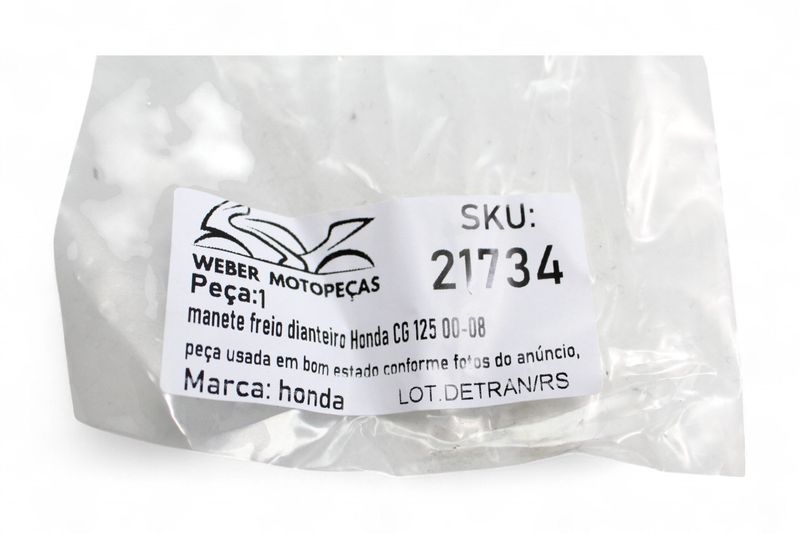 WEBER MOTOPEÇAS
SKU:
21734
Peça:1
manete freio dianteiro Honda CG 125 00-08
peça usada em bom estado conforme fotos do anúncio,
Marca: honda
LOT.DETRAN/RS